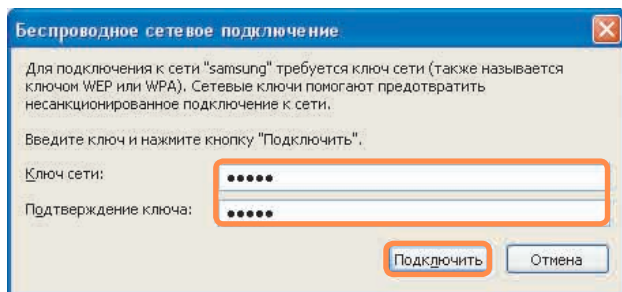 Беспроводное сетевое подключение
Для подключения к сети "samsung" требуется ключ сети (также называется
ключом WEP или WPA). Сетевые ключи помогают предотвратить
несанкционированное подключение к сети.
Введите ключ и нажмите кнопку "Подключить".
Ключ сети: •••••
Подтверждение ключа: •••••
Подключить Отмена